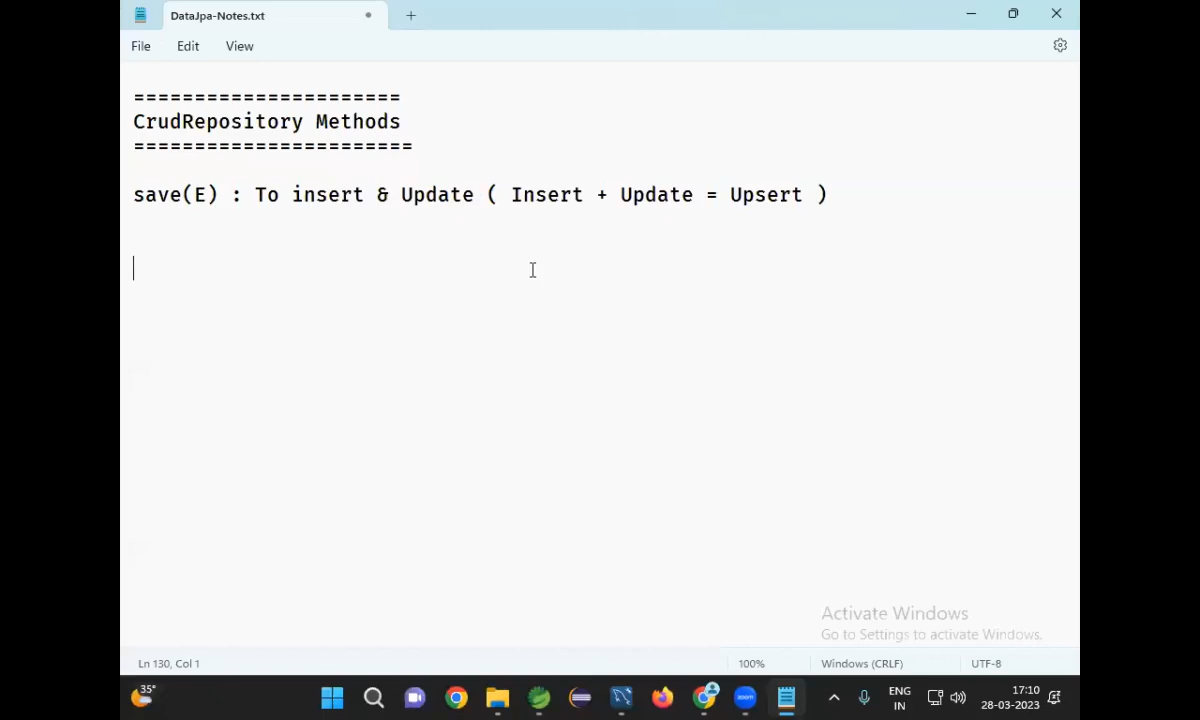 DataJpa-Notes.txt
File Edit View
======================
CrudRepository Methods
=======================
save(E) : To insert & Update ( Insert + Update = Upsert )
Activate Windows
Go to Settings to activate Windows.
Ln 130, Col 1 100% Windows (CRLF) UTF-8
35° ENG 17:10
IN 28-03-2023